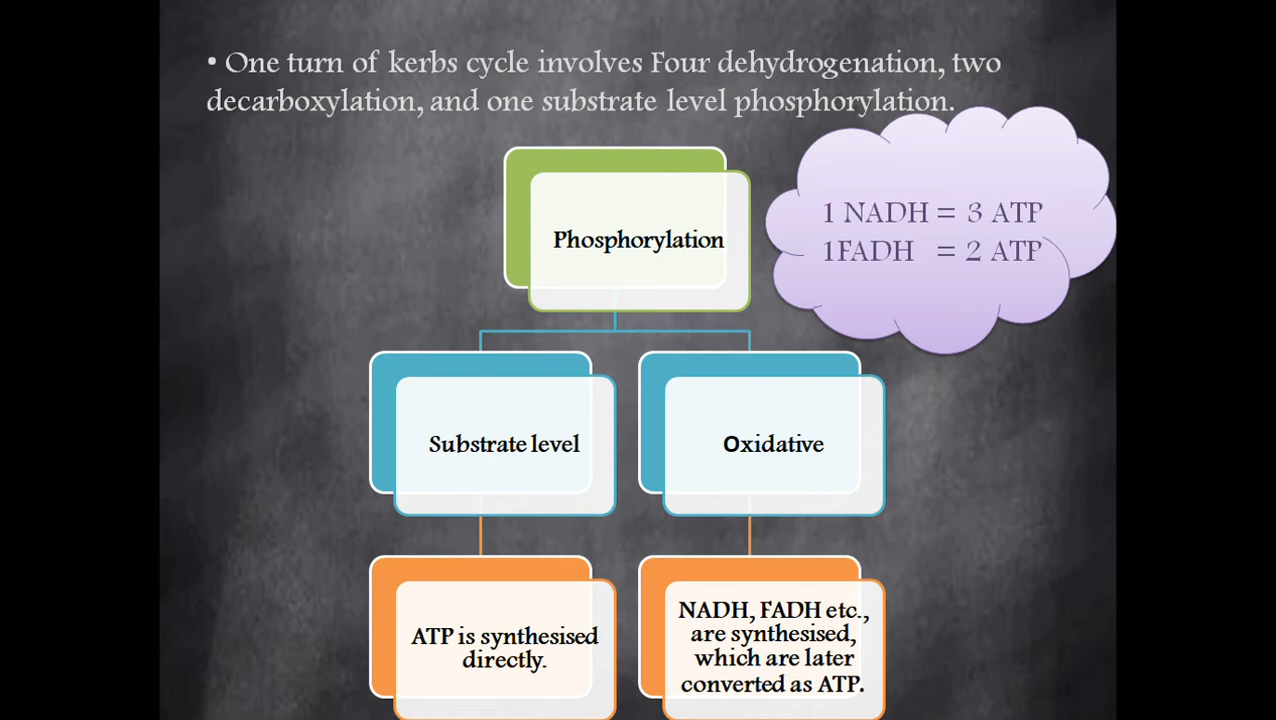 • One turn of kerbs cycle involves Four dehydrogenation, two
decarboxylation, and one substrate level phosphorylation.
1 NADH = 3 ATP
1FADH = 2 ATP
Phosphorylation
Substrate level
Oxidative
ATP is synthesised
directly.
NADH, FADH etc.,
are synthesised,
which are later
converted as ATP.